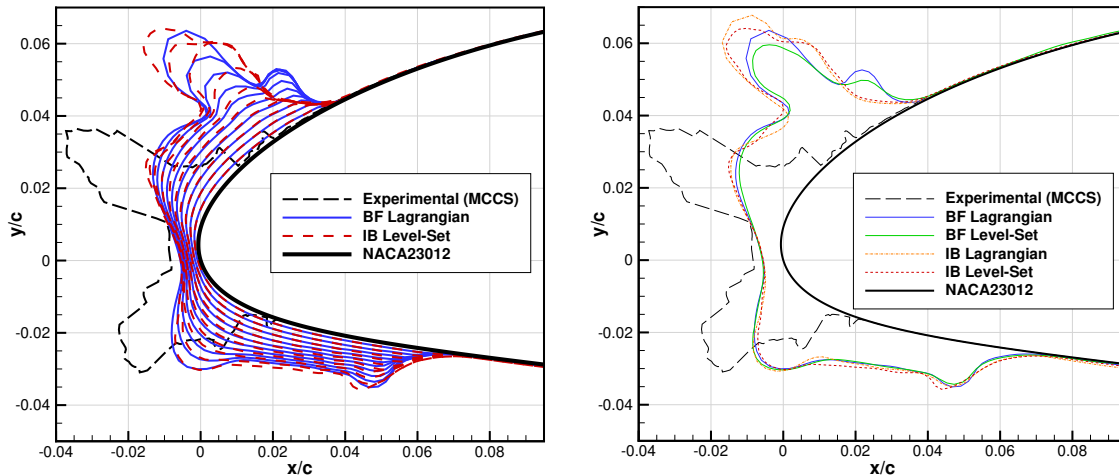 0.06
0.04
0.02
0
-0.02
-0.04
y/c
Experimental (MCCS)
BF Lagrangian
IB Level-Set
NACA23012
-0.04 -0.02 0 0.02 0.04 0.06 0.08
x/c
0.06
0.04
0.02
0
-0.02
-0.04
y/c
Experimental (MCCS)
BF Lagrangian
BF Level-Set
IB Lagrangian
IB Level-Set
NACA23012
-0.04 -0.02 0 0.02 0.04 0.06 0.08
x/c